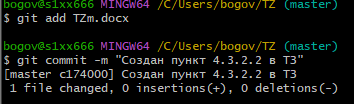 bogov@s1xx666 MINGW64 /C/Users/bogov/TZ (master)
$ git add TZm.docx
bogov@s1xx666 MINGW64 /C/Users/bogov/TZ (master)
$ git commit -m "Создан пункт 4.3.2.2 в ТЗ"
[master c174000] Создан пункт 4.3.2.2 в ТЗ
1 file changed, 0 insertions(+), 0 deletions(-)